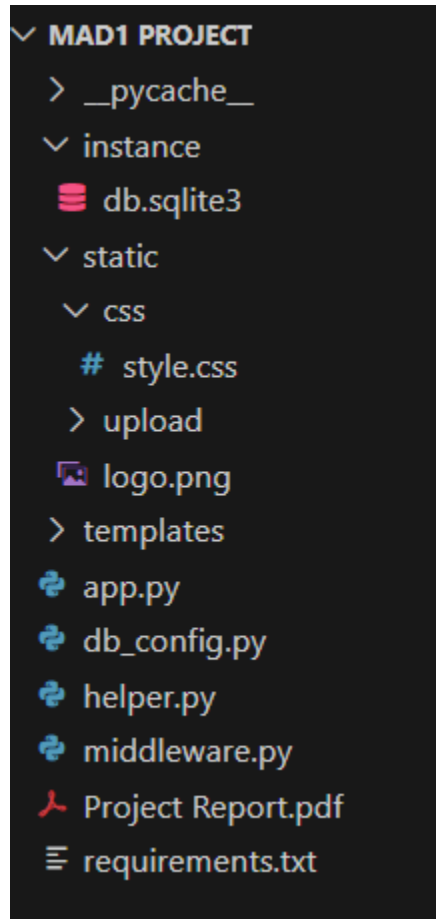 MAD1 PROJECT
__pycache__
instance
db.sqlite3
static
css
# style.css
upload
logo.png
templates
app.py
db_config.py
helper.py
middleware.py
Project Report.pdf
requirements.txt